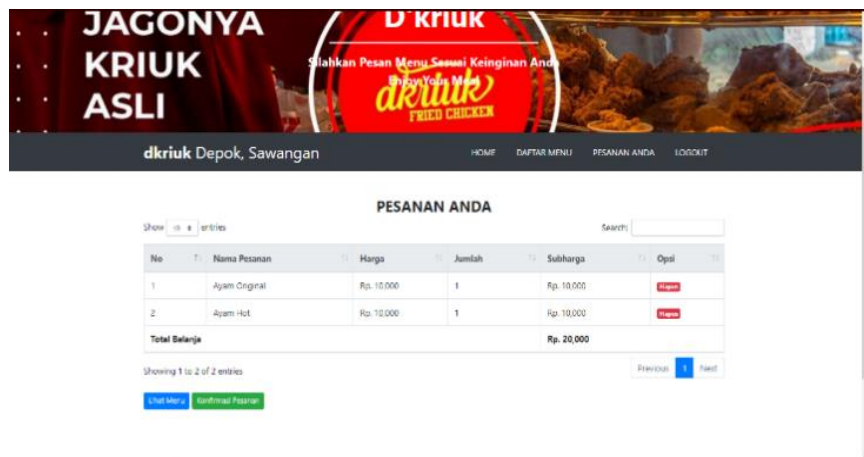 JAGONYA
KRIUK
ASLI
D'kriuk
Silahkan Pesan Menu Sesuai Keinginan Anda
Enjoy Your Meal
dkriuk
FRIED CHICKEN
dkriuk Depok, Sawangan
HOME DAFTAR MENU PESANAN ANDA LOGOUT
PESANAN ANDA
Show 10 entries Search:
No Nama Pesanan Harga Jumlah Subharga Opsi
1 Ayam Original Rp. 10,000 1 Rp. 10,000 Hapus
2 Ayam Hot Rp. 10,000 1 Rp. 10,000 Hapus
Total Belanja Rp. 20,000
Showing 1 to 2 of 2 entries Previous 1 Next
Lihat Menu Konfirmasi Pesanan